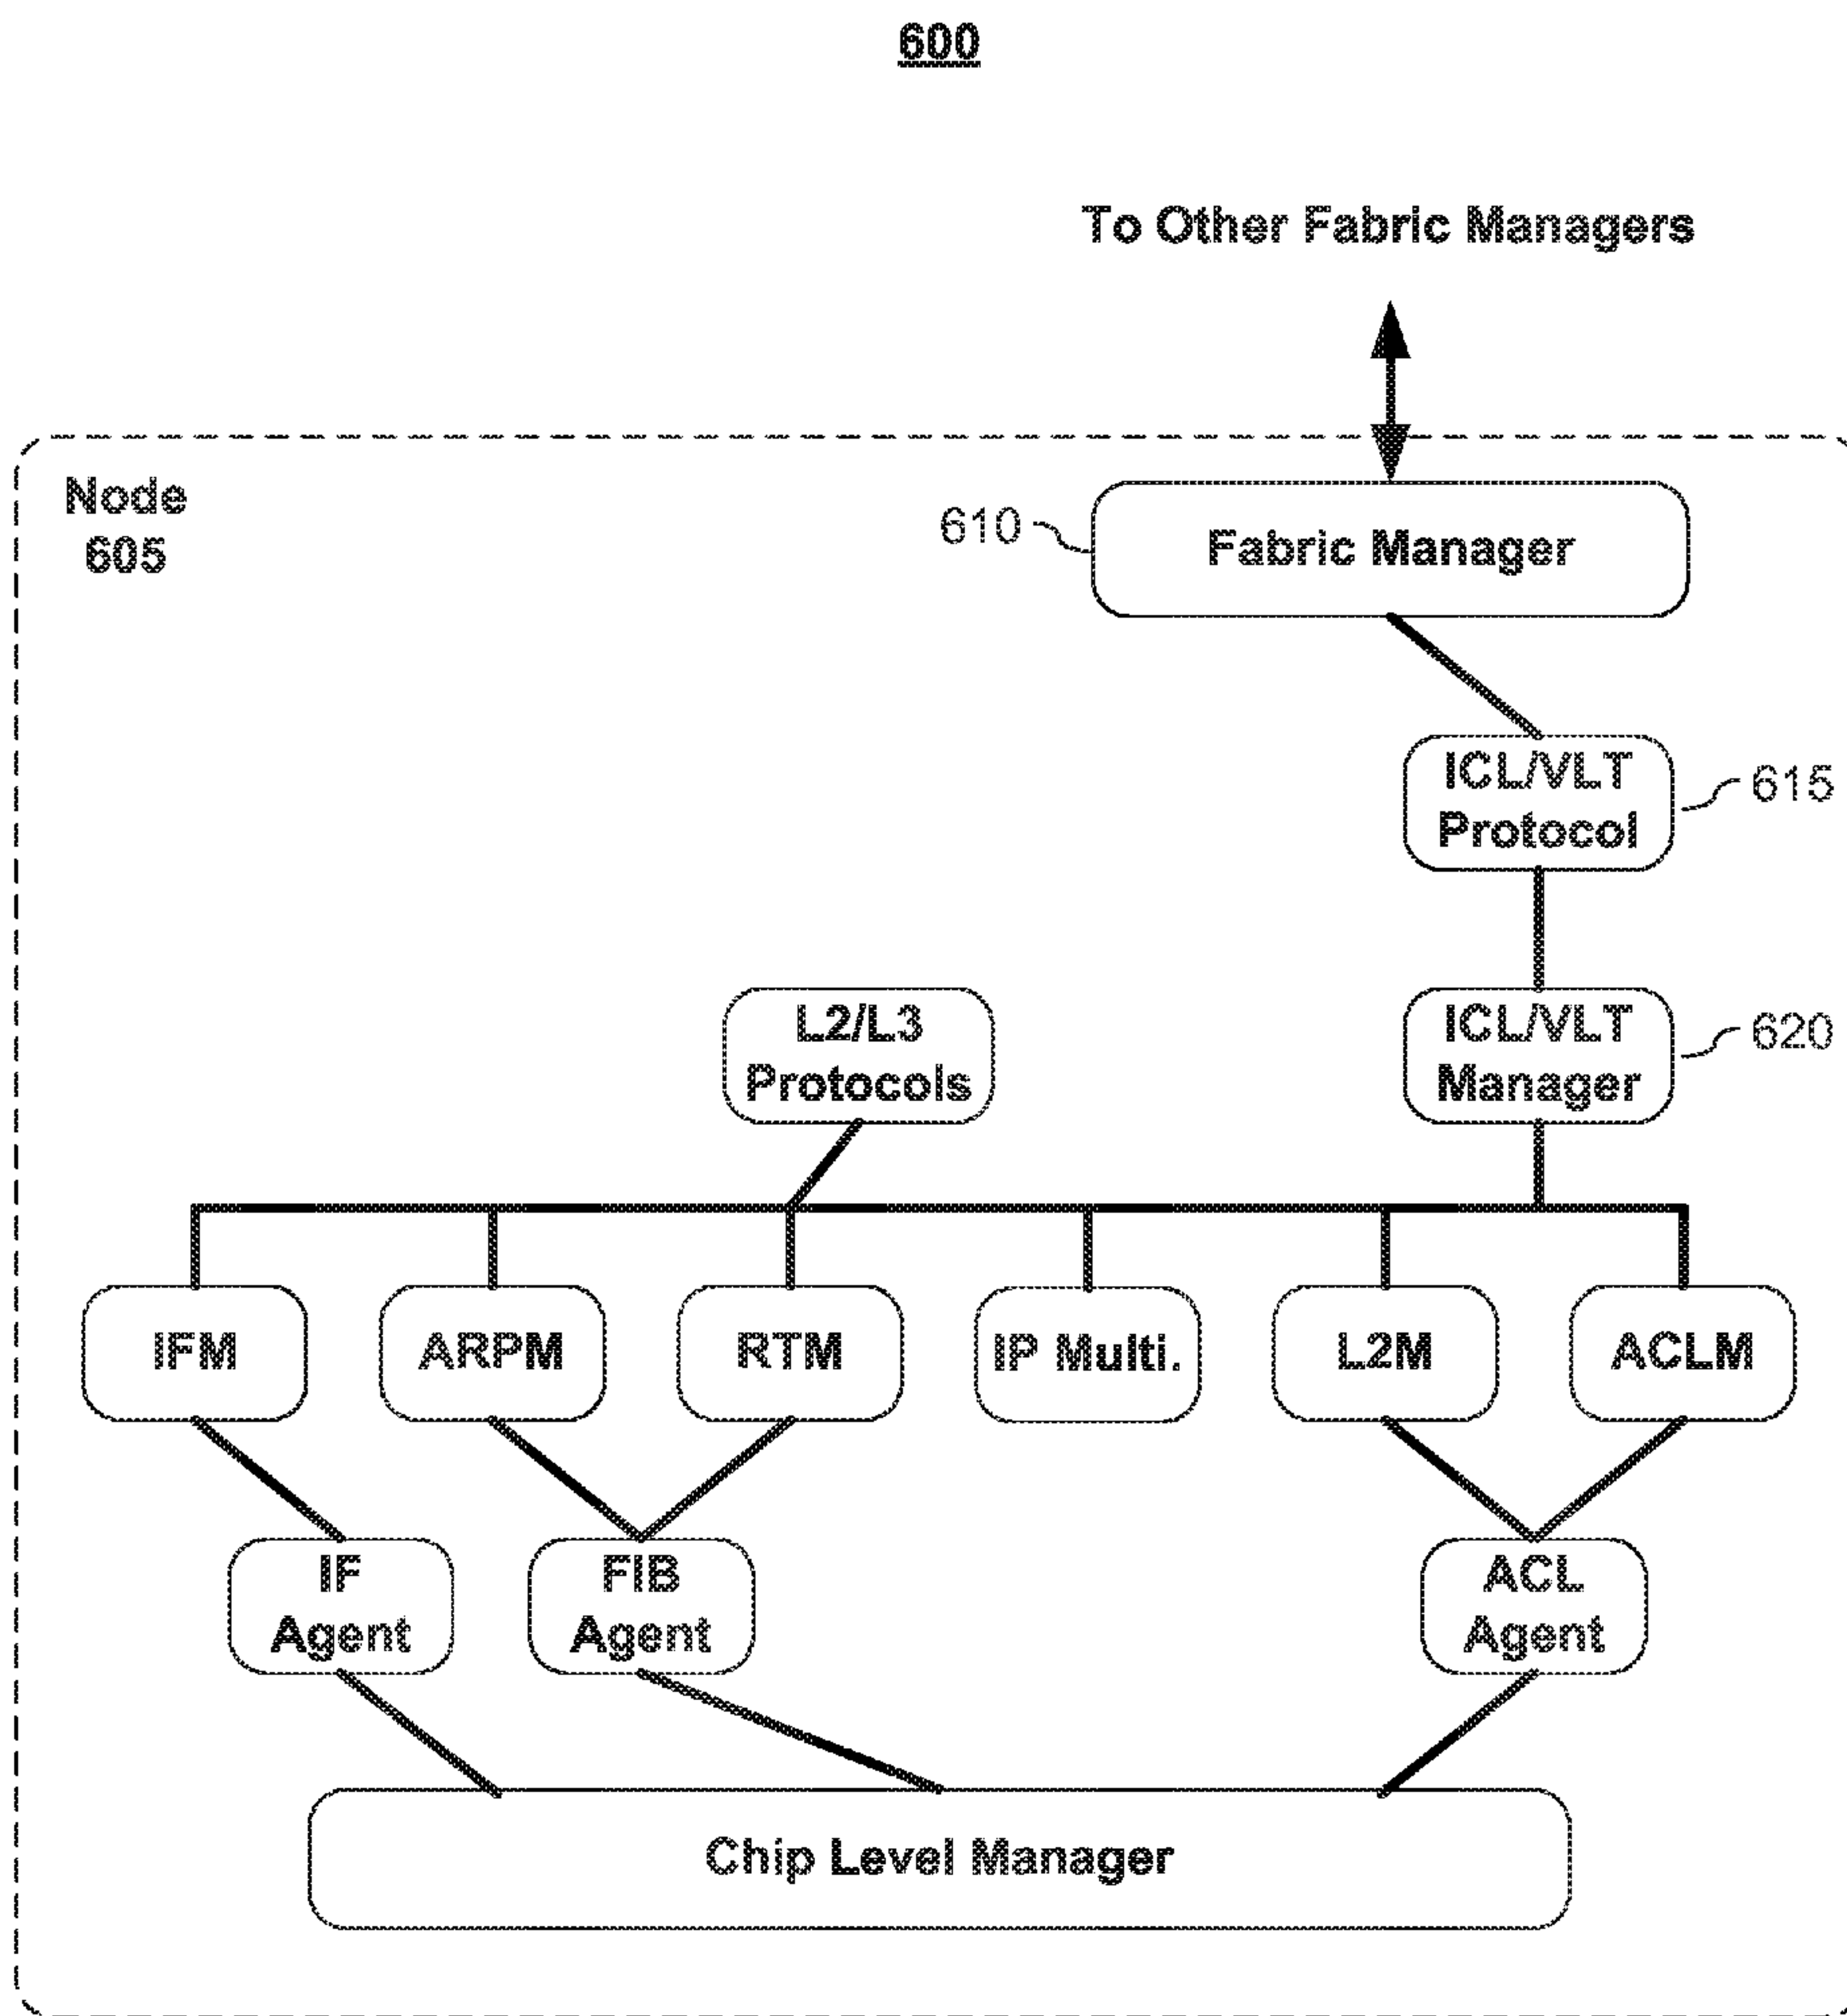 600
To Other Fabric Managers
Node
605
610
Fabric Manager
ICL/VLT
Protocol
615
L2/L3
Protocols
ICL/VLT
Manager
620
IFM
ARPM
RTM
IP Multi.
L2M
ACLM
IF
Agent
FIB
Agent
ACL
Agent
Chip Level Manager